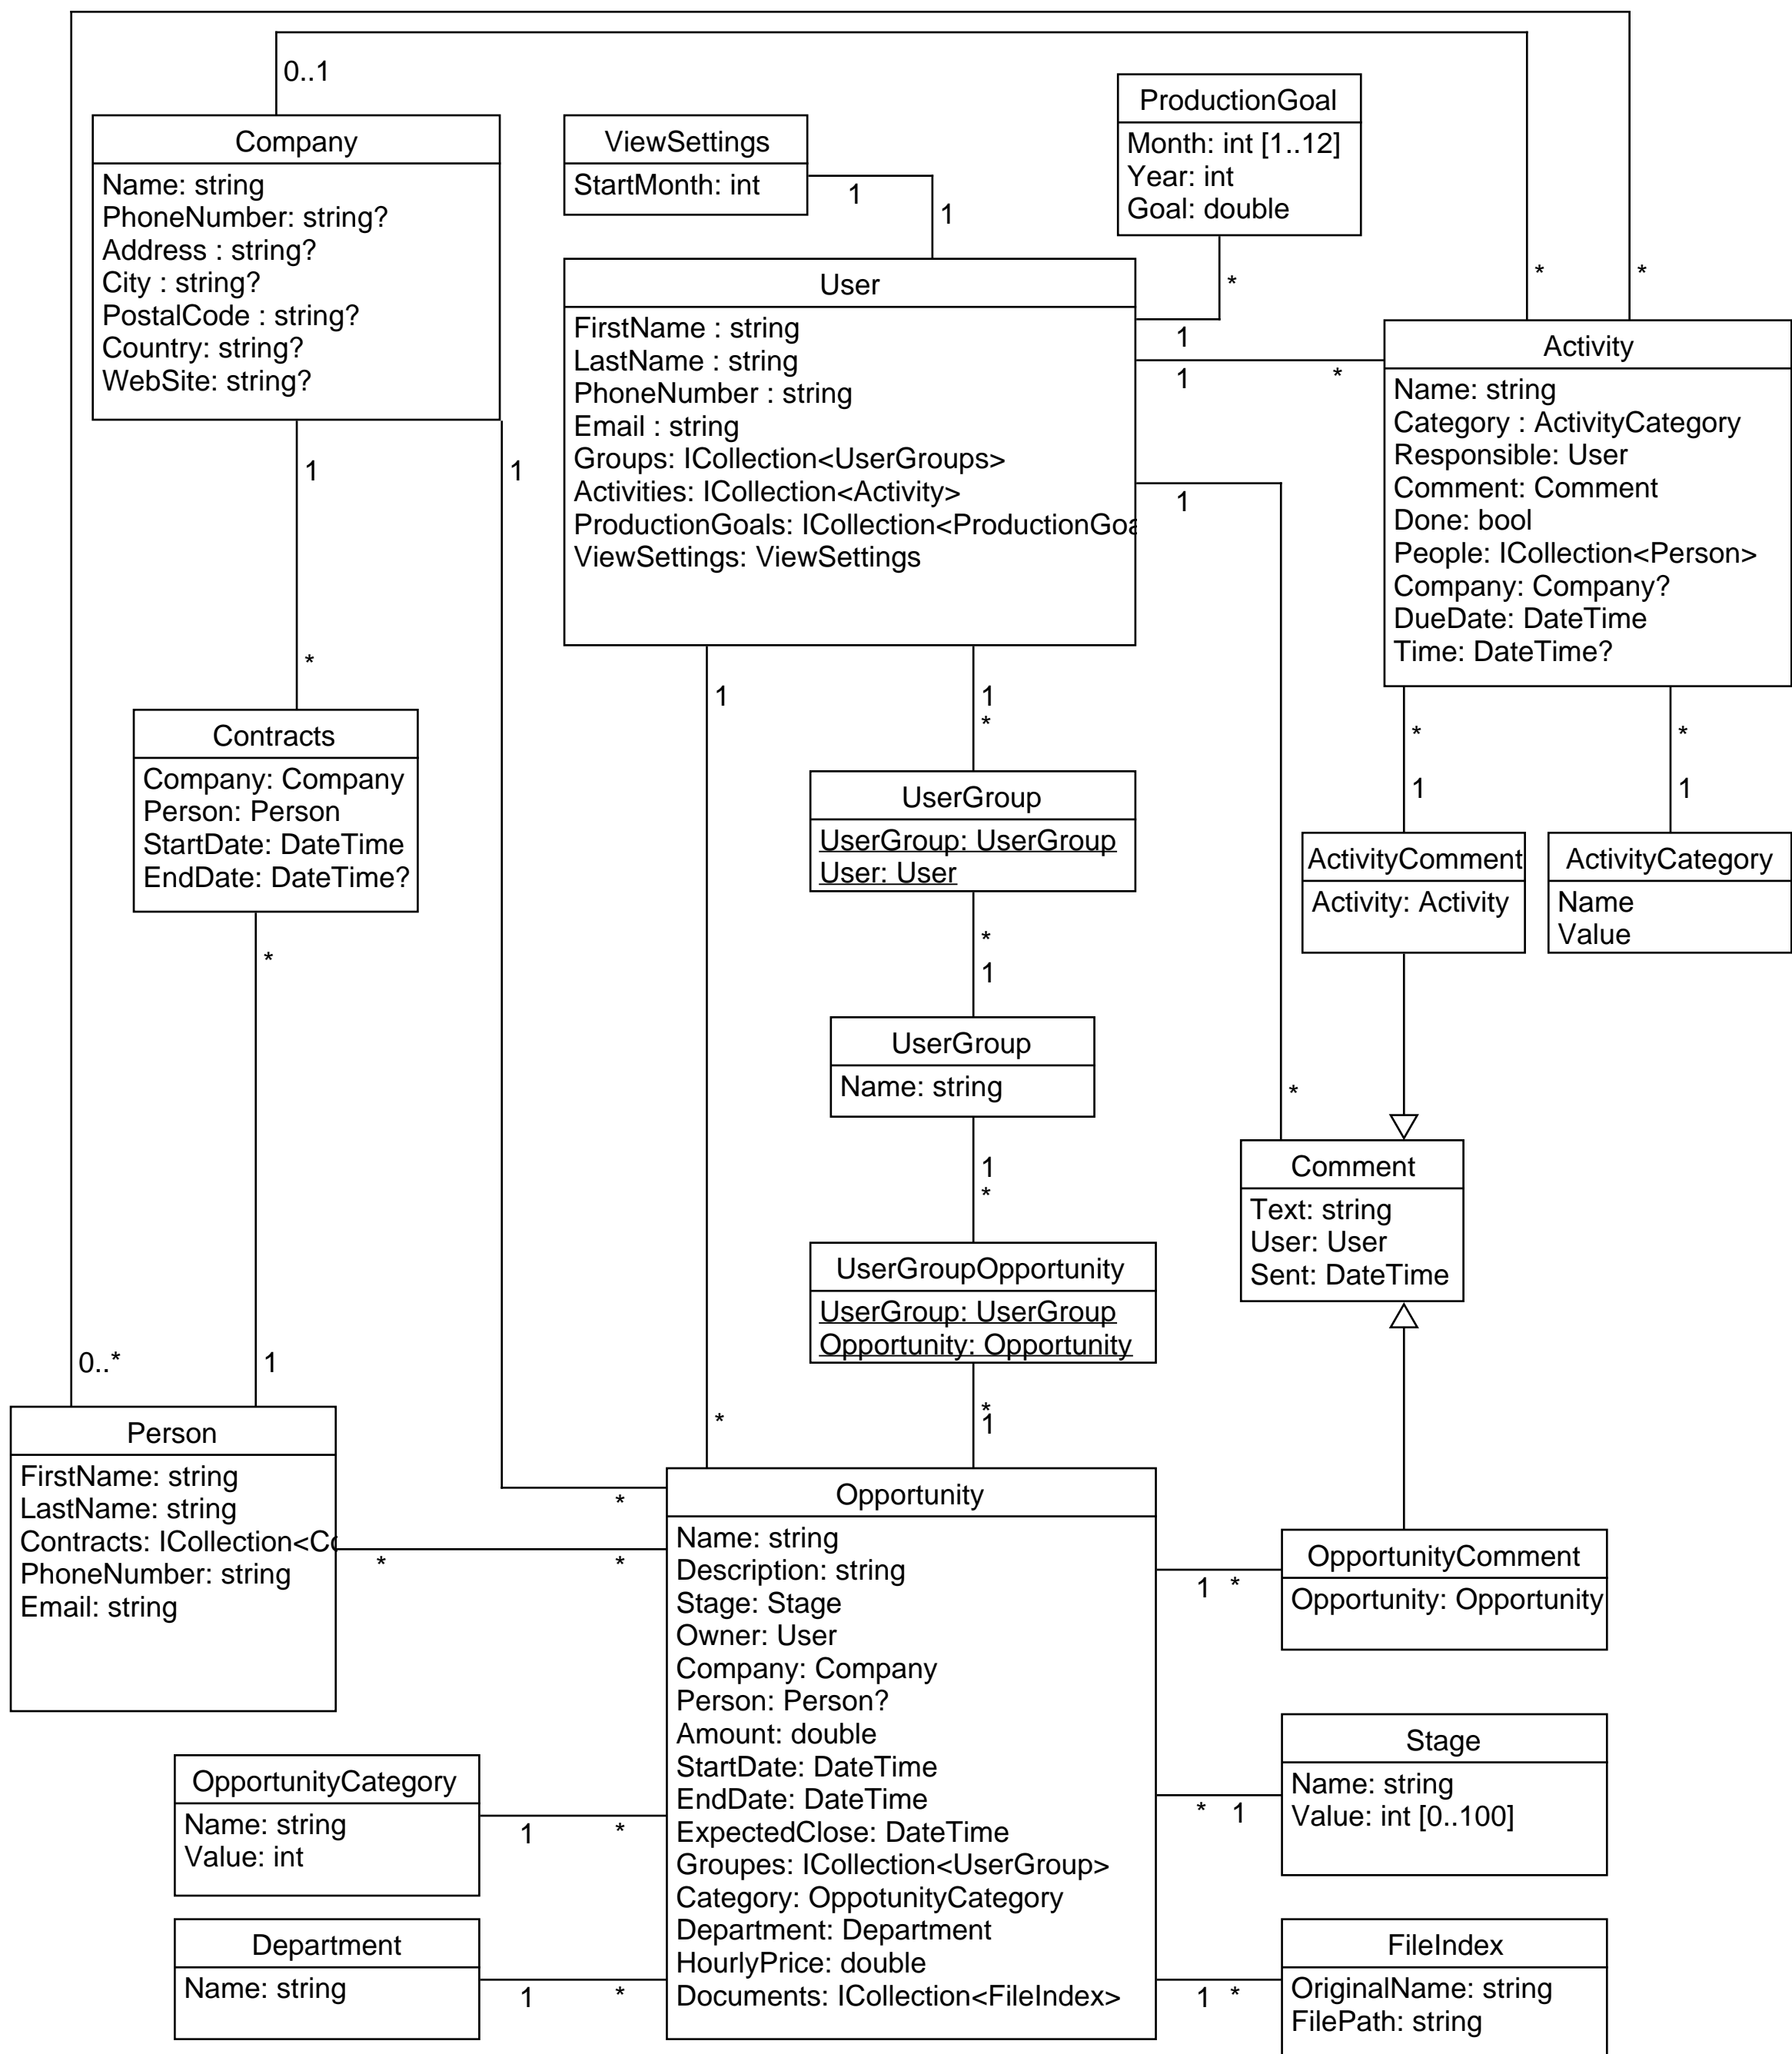 0..1
Company
Name: string
PhoneNumber: string?
Address : string?
City : string?
PostalCode : string?
Country: string?
WebSite: string?
ViewSettings
StartMonth: int
1
1
ProductionGoal
Month: int [1..12]
Year: int
Goal: double
*
*
*
User
FirstName : string
LastName : string
PhoneNumber : string
Email : string
Groups: ICollection<UserGroups>
Activities: ICollection<Activity>
ProductionGoals: ICollection<ProductionGoa
ViewSettings: ViewSettings
1
1
*
1
Activity
Name: string
Category : ActivityCategory
Responsible: User
Comment: Comment
Done: bool
People: ICollection<Person>
Company: Company?
DueDate: DateTime
Time: DateTime?
1
1
*
1
1
*
*
*
1
1
Contracts
Company: Company
Person: Person
StartDate: DateTime
EndDate: DateTime?
*
UserGroup
UserGroup: UserGroup
User: User
*
1
ActivityComment
Activity: Activity
ActivityCategory
Name
Value
UserGroup
Name: string
1
*
*
Comment
Text: string
User: User
Sent: DateTime
UserGroupOpportunity
UserGroup: UserGroup
Opportunity: Opportunity
*
1
0..*
1
*
*
Person
FirstName: string
LastName: string
Contracts: ICollection<Co
PhoneNumber: string
Email: string
*
*
Opportunity
Name: string
Description: string
Stage: Stage
Owner: User
Company: Company
Person: Person?
Amount: double
StartDate: DateTime
EndDate: DateTime
ExpectedClose: DateTime
Groupes: ICollection<UserGroup>
Category: OppotunityCategory
Department: Department
HourlyPrice: double
Documents: ICollection<FileIndex>
1 *
OpportunityComment
Opportunity: Opportunity
* 1
Stage
Name: string
Value: int [0..100]
OpportunityCategory
Name: string
Value: int
1
*
Department
Name: string
1
*
1 *
FileIndex
OriginalName: string
FilePath: string